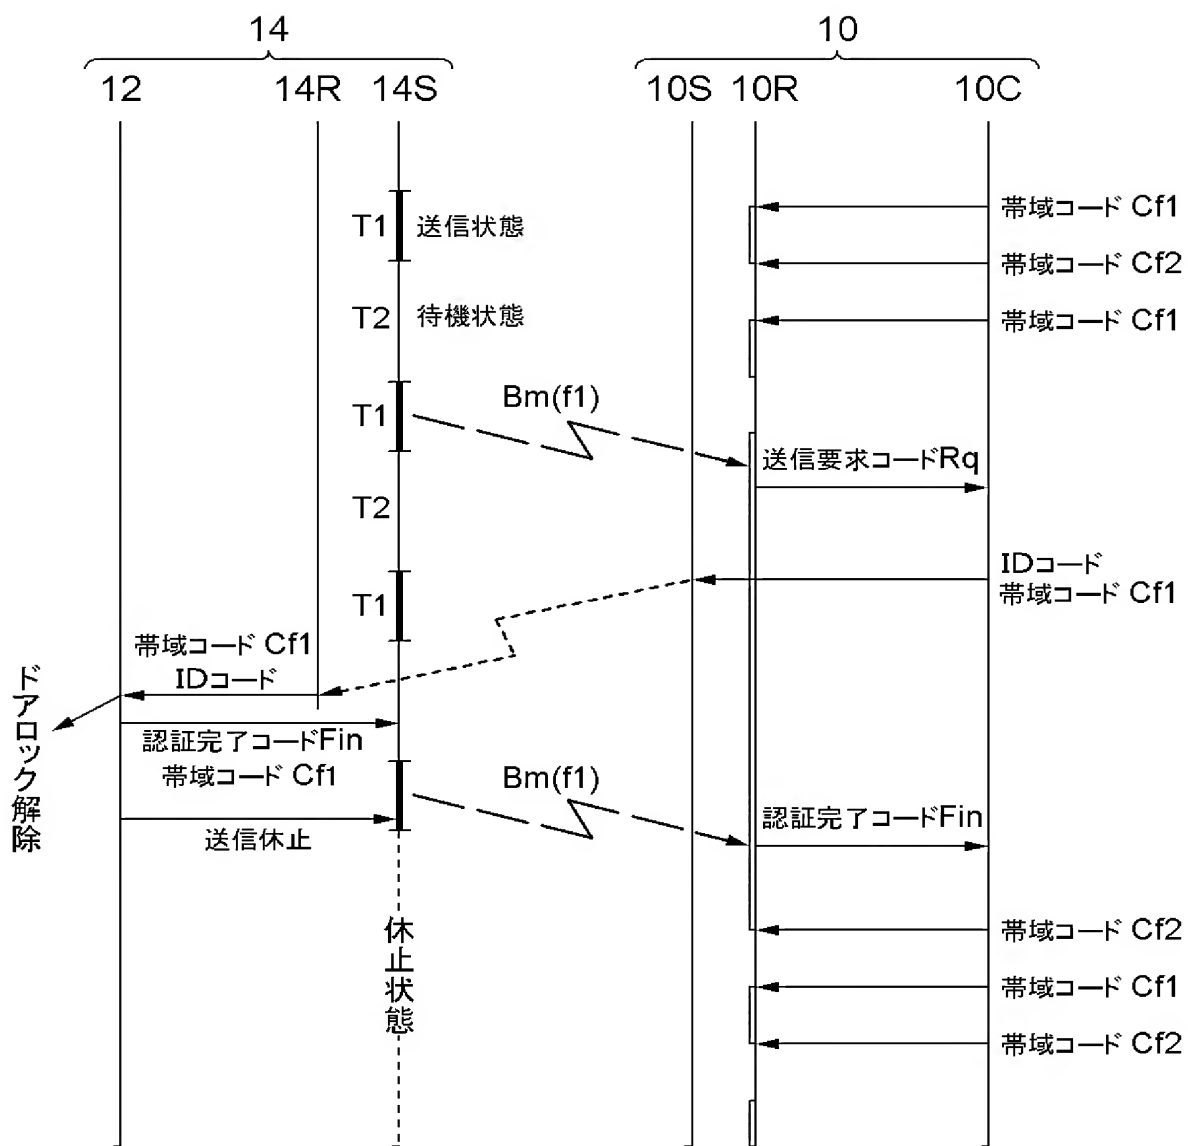 14
10
12
14R
14S
10S
10R
10C
T1
送信状態
帯域コード Cf1
帯域コード Cf2
T2
待機状態
帯域コード Cf1
T1
Bm(f1)
送信要求コードRq
T2
IDコード
帯域コード Cf1
T1
帯域コード Cf1
IDコード
ドアロック解除
認証完了コードFin
帯域コード Cf1
Bm(f1)
認証完了コードFin
送信休止
休止状態
帯域コード Cf2
帯域コード Cf1
帯域コード Cf2